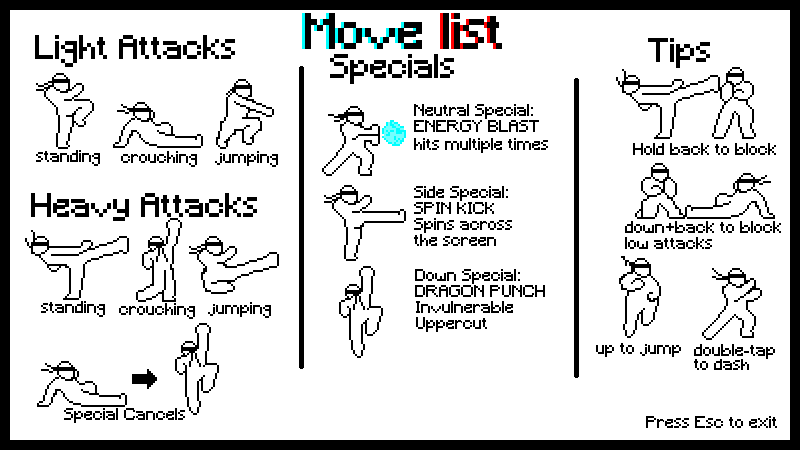 Move list
Light Attacks
standing
crouching
jumping
Heavy Attacks
standing
crouching
jumping
Special Cancels
Specials
Neutral Special:
ENERGY BLAST
hits multiple times
Side Special:
SPIN KICK
Spins across
the screen
Down Special:
DRAGON PUNCH
Invulnerable
Uppercut
Tips
Hold back to block
down+back to block
low attacks
up to jump
double-tap
to dash
Press Esc to exit